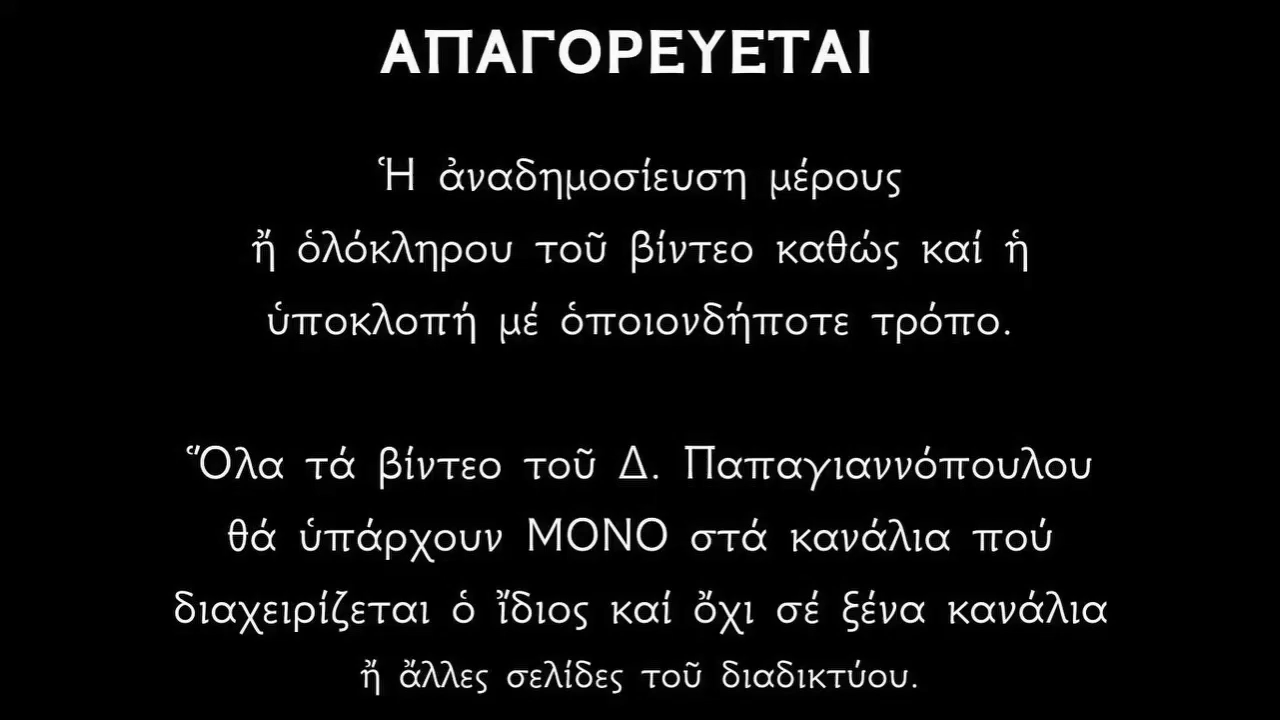 ΑΠΑΓΟΡΕΥΕΤΑΙ
Ἡ ἀναδημοσίευση μέρους
ἤ ὁλόκληρου τοῦ βίντεο καθώς καί ἡ
ὑποκλοπή μέ ὁποιονδήποτε τρόπο.
Ὅλα τά βίντεο τοῦ Δ. Παπαγιαννόπουλου
θά ὑπάρχουν ΜΟΝΟ στά κανάλια πού
διαχειρίζεται ὁ ἴδιος καί ὄχι σέ ξένα κανάλια
ἤ ἄλλες σελίδες τοῦ διαδικτύου.